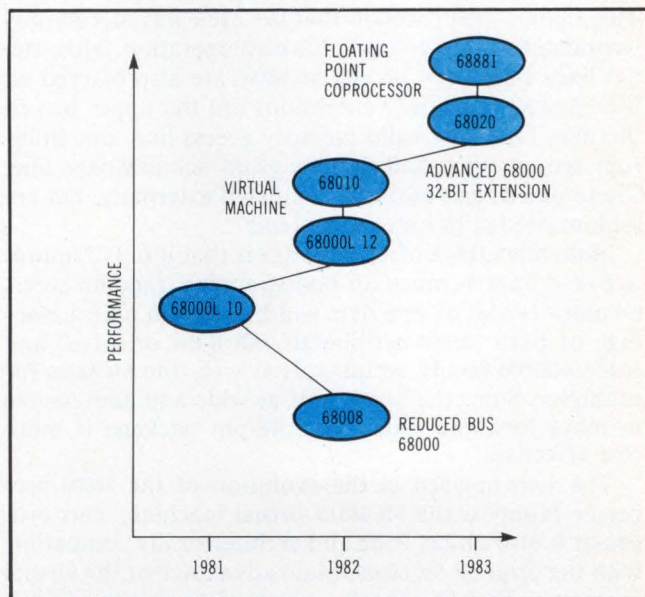 FLOATING
POINT
COPROCESSOR
68881
68020
ADVANCED 68000
32-BIT EXTENSION
VIRTUAL
MACHINE
68010
68000L 12
68000L 10
68008
REDUCED BUS
68000
PERFORMANCE
1981
1982
1983